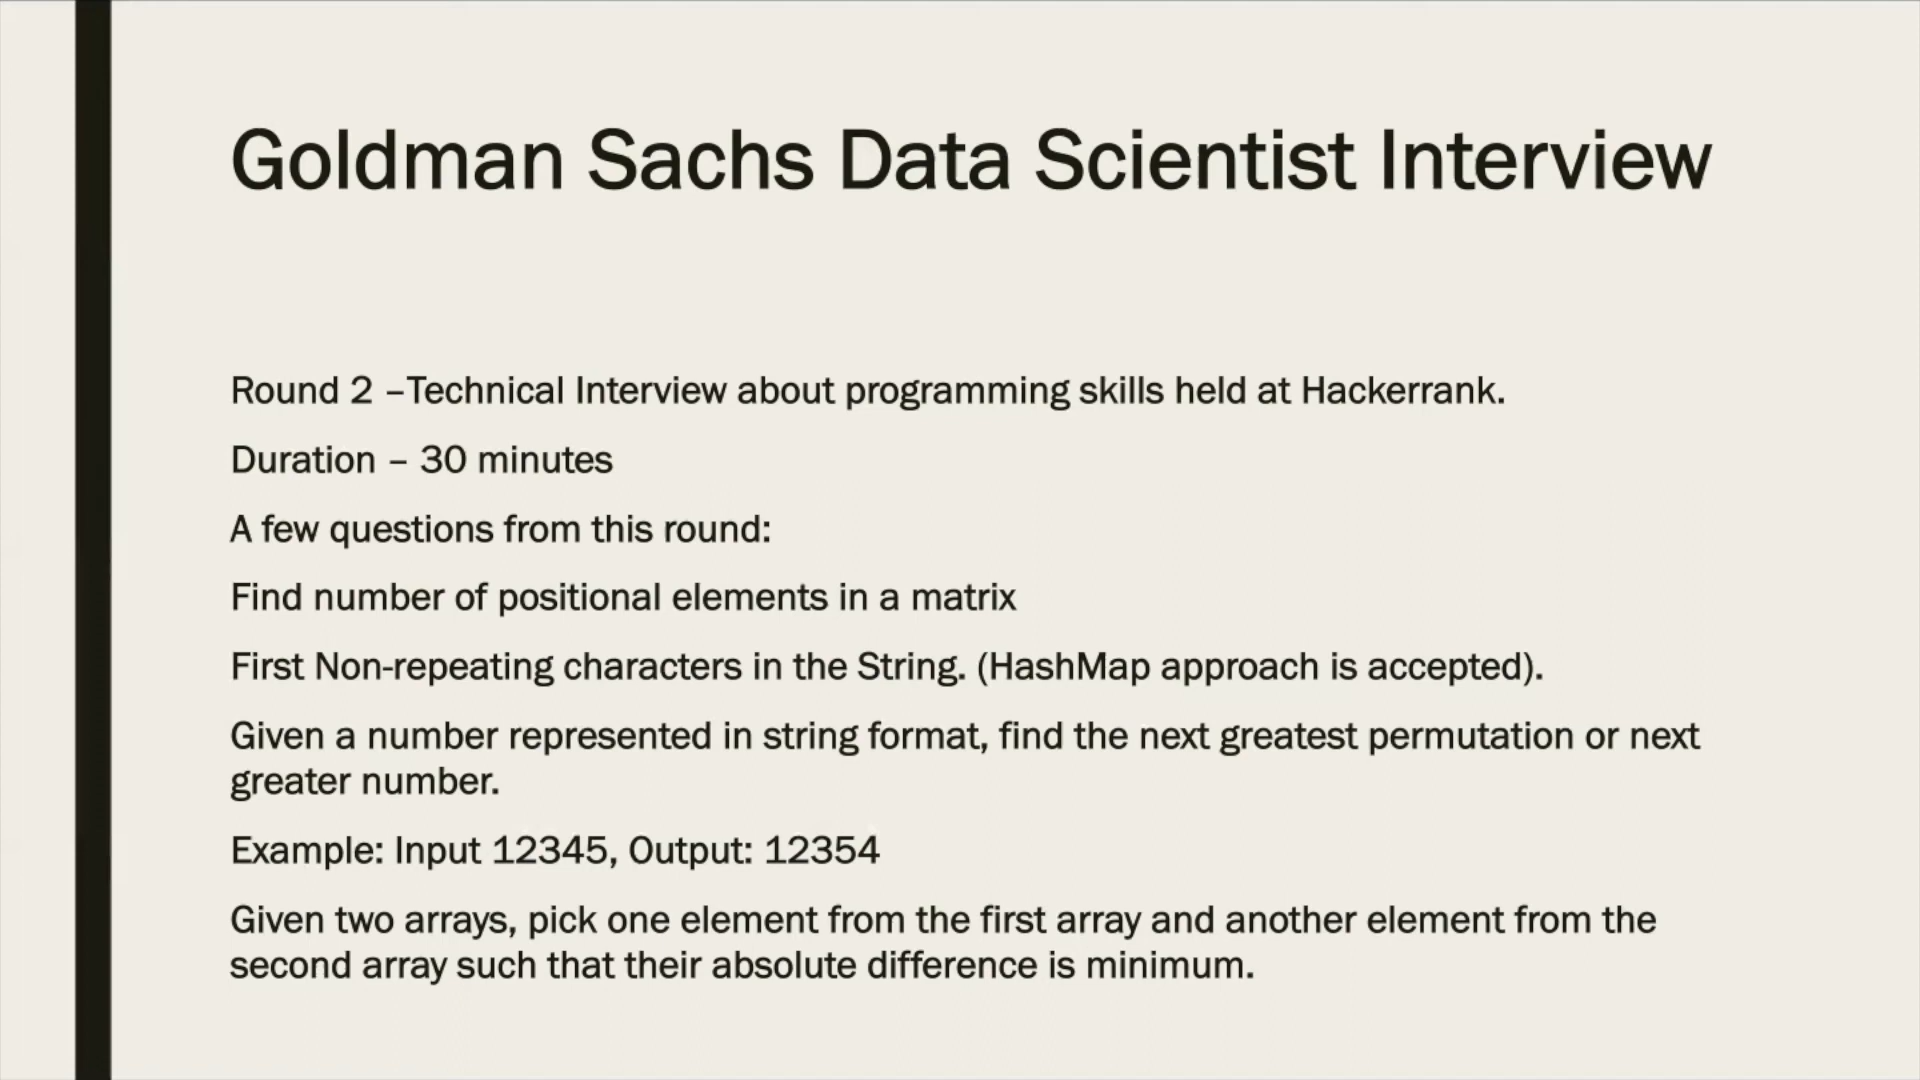 Goldman Sachs Data Scientist Interview
Round 2 –Technical Interview about programming skills held at Hackerrank.
Duration – 30 minutes
A few questions from this round:
Find number of positional elements in a matrix
First Non-repeating characters in the String. (HashMap approach is accepted).
Given a number represented in string format, find the next greatest permutation or next
greater number.
Example: Input 12345, Output: 12354
Given two arrays, pick one element from the first array and another element from the
second array such that their absolute difference is minimum.